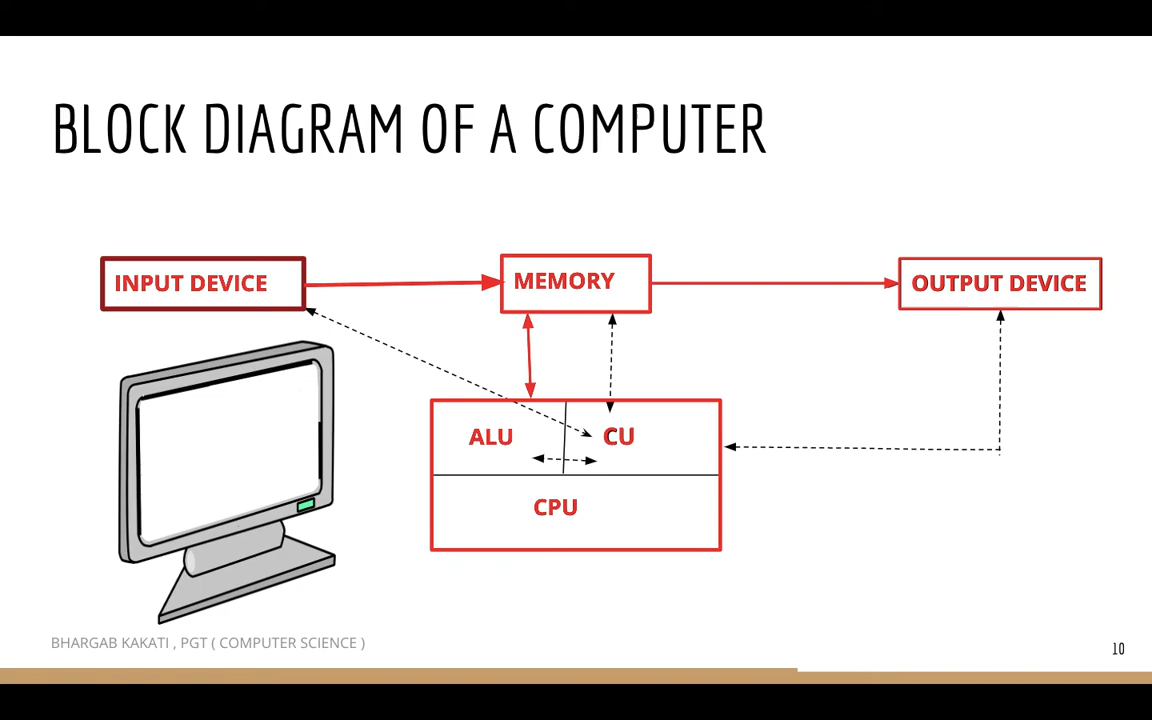 BLOCK DIAGRAM OF A COMPUTER
INPUT DEVICE
MEMORY
OUTPUT DEVICE
ALU
CU
CPU
BHARGAB KAKATI , PGT ( COMPUTER SCIENCE )
10